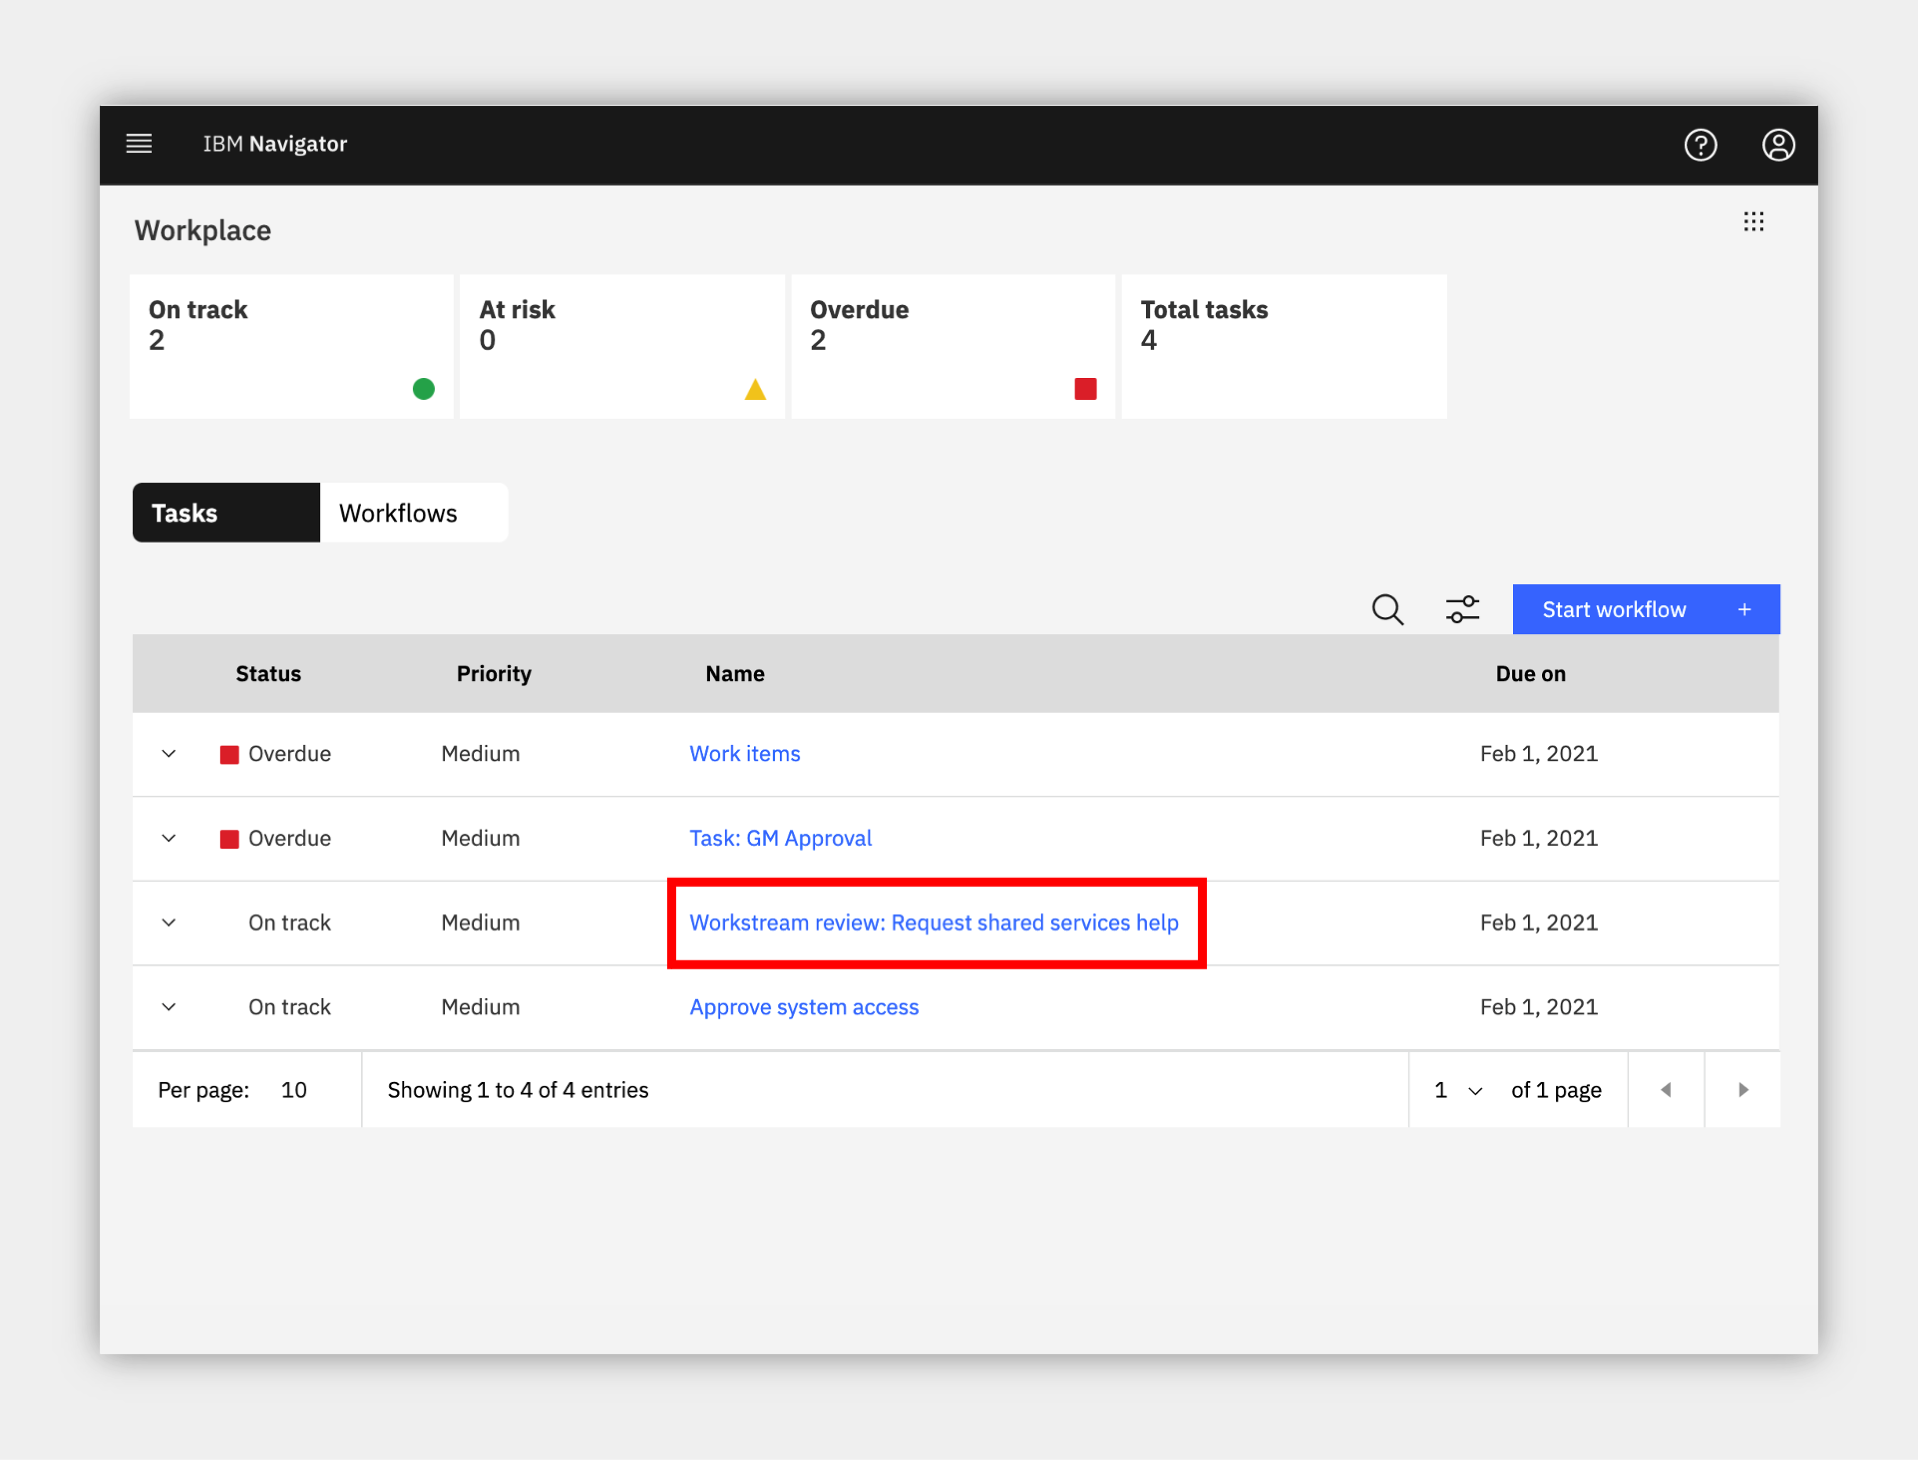 IBM Navigator
Workplace
On track
2
At risk
0
Overdue
2
Total tasks
4
Tasks
Workflows
Start workflow +
Status Priority Name Due on
Overdue Medium Work items Feb 1, 2021
Overdue Medium Task: GM Approval Feb 1, 2021
On track Medium Workstream review: Request shared services help Feb 1, 2021
On track Medium Approve system access Feb 1, 2021
Per page: 10 Showing 1 to 4 of 4 entries 1 of 1 page